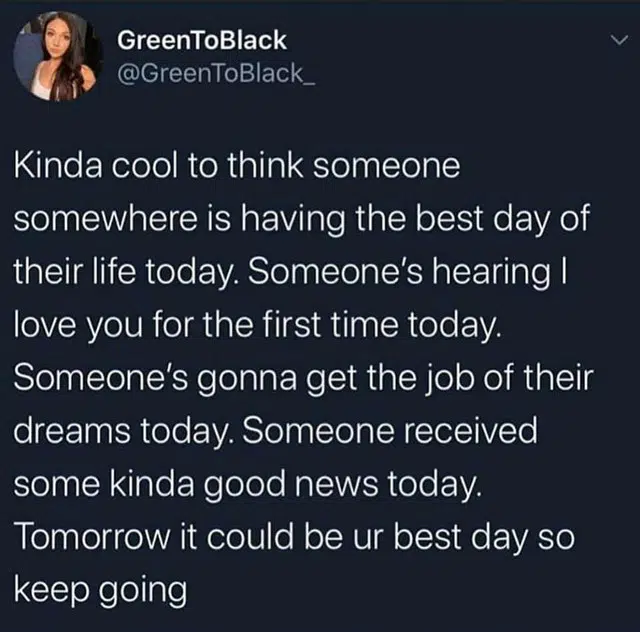 GreenToBlack
@GreenToBlack_
Kinda cool to think someone
somewhere is having the best day of
their life today. Someone's hearing I
love you for the first time today.
Someone's gonna get the job of their
dreams today. Someone received
some kinda good news today.
Tomorrow it could be ur best day so
keep going